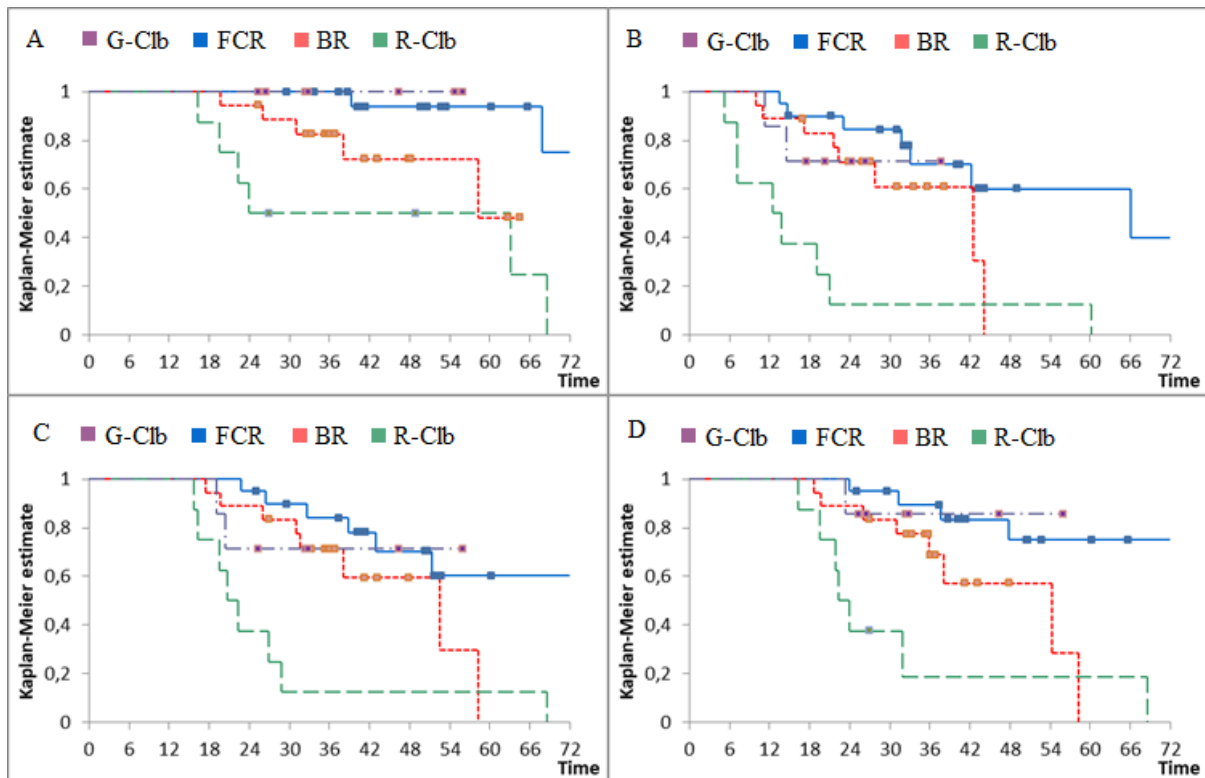 A G-Clb FCR BR R-Clb
Kaplan-Meier estimate
1
0,8
0,6
0,4
0,2
0
0 6 12 18 24 30 36 42 48 54 60 66 72
Time
B G-Clb FCR BR R-Clb
Kaplan-Meier estimate
1
0,8
0,6
0,4
0,2
0
0 6 12 18 24 30 36 42 48 54 60 66 72
Time
C G-Clb FCR BR R-Clb
Kaplan-Meier estimate
1
0,8
0,6
0,4
0,2
0
0 6 12 18 24 30 36 42 48 54 60 66 72
Time
D G-Clb FCR BR R-Clb
Kaplan-Meier estimate
1
0,8
0,6
0,4
0,2
0
0 6 12 18 24 30 36 42 48 54 60 66 72
Time